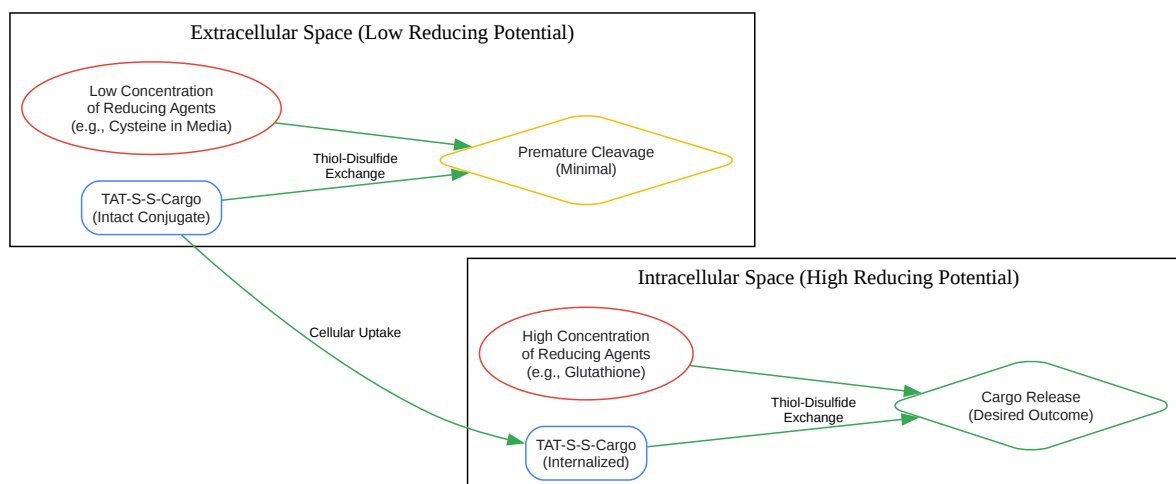 Extracellular Space (Low Reducing Potential)
Low Concentration
of Reducing Agents
(e.g., Cysteine in Media)
Thiol-Disulfide
Exchange
Premature Cleavage
(Minimal)
TAT-S-S-Cargo
(Intact Conjugate)
Cellular Uptake
Intracellular Space (High Reducing Potential)
High Concentration
of Reducing Agents
(e.g., Glutathione)
Thiol-Disulfide
Exchange
Cargo Release
(Desired Outcome)
TAT-S-S-Cargo
(Internalized)